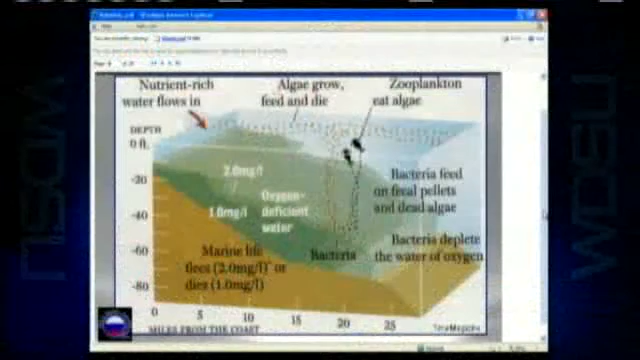 Nutrient-rich
water flows in
Algae grow,
feed and die
Zooplankton
eat algae
DEPTH
0 ft.
-20
-40
-60
-80
2.0mg/l
1.0mg/l
Oxygen-
deficient
water
Bacteria feed
on fecal pellets
and dead algae
Bacteria deplete
the water of oxygen
Marine life
flees (2.0mg/l) or
dies (1.0mg/l)
Bacteria
0 5 10 15 20 25
MILES FROM THE COAST
WDSU
WDSU